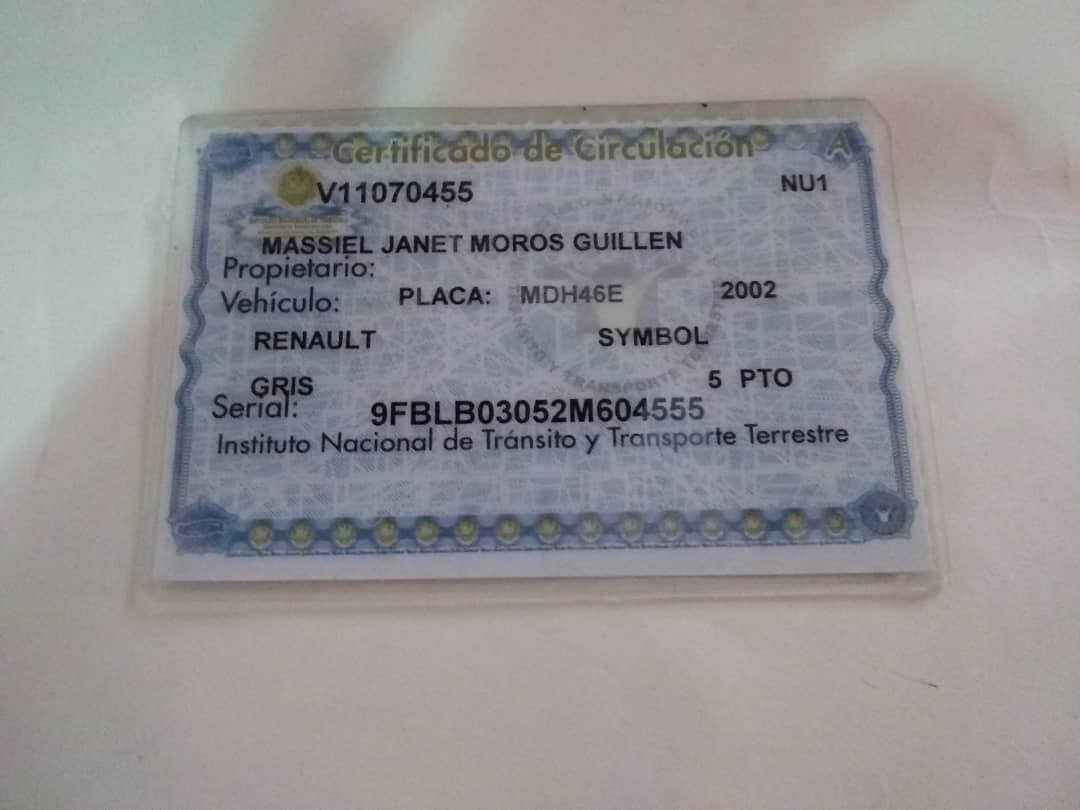 Certificado de Circulación A
V11070455 NU1
MASSIEL JANET MOROS GUILLEN
Propietario:
Vehículo: PLACA: MDH46E 2002
RENAULT SYMBOL
GRIS 5 PTO
Serial: 9FBLB03052M604555
Instituto Nacional de Tránsito y Transporte Terrestre